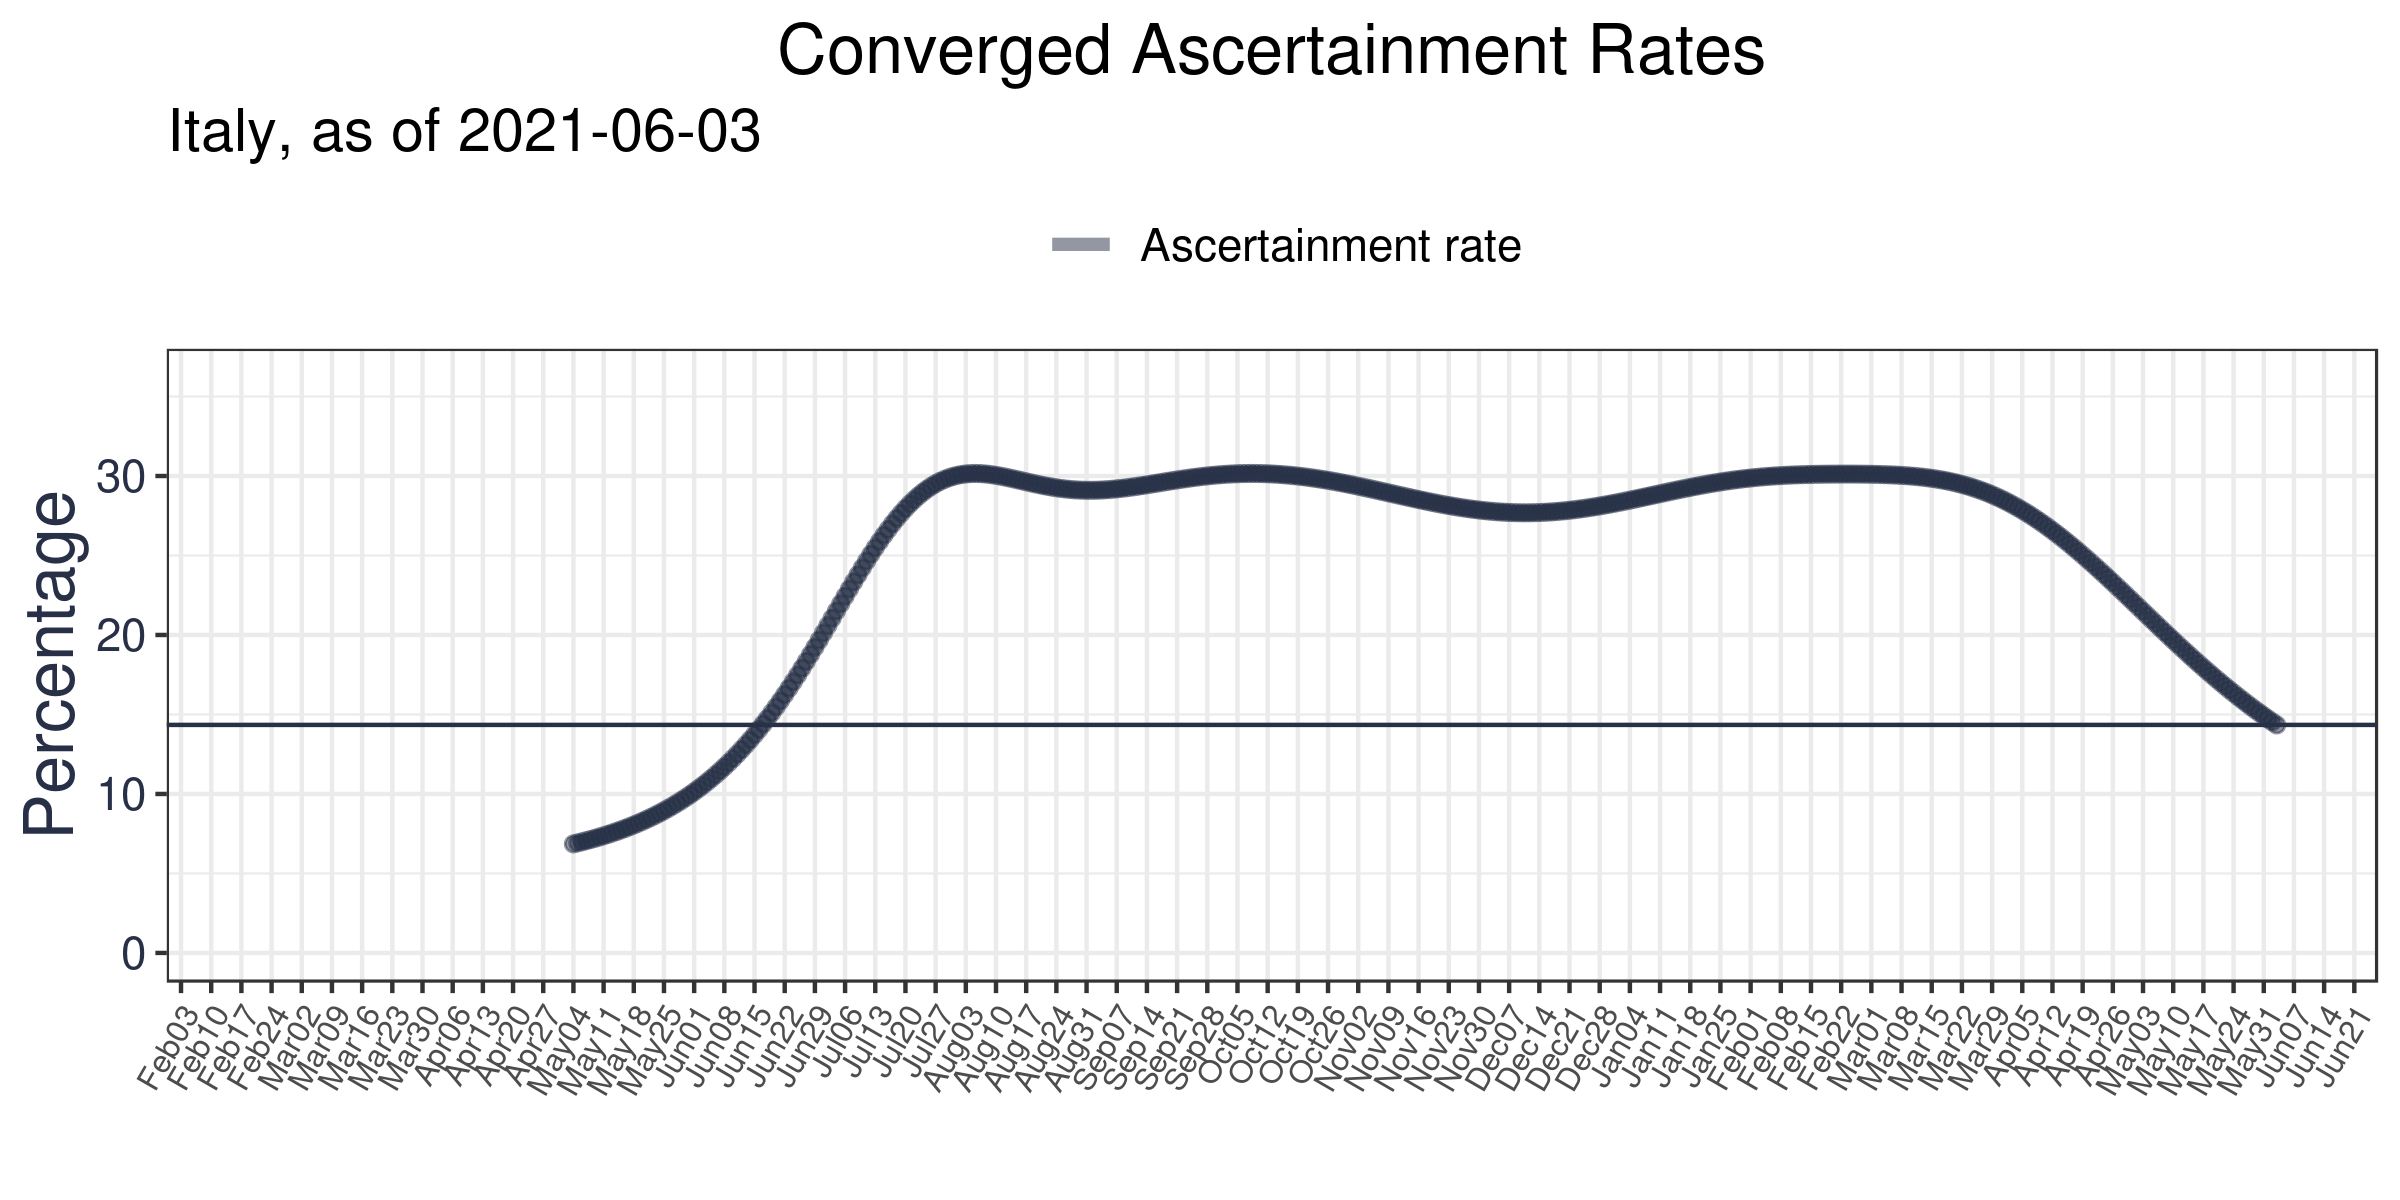 Converged Ascertainment Rates
Italy, as of 2021-06-03
Ascertainment rate
Percentage
30
20
10
0
Feb03
Feb10
Feb17
Feb24
Mar02
Mar09
Mar16
Mar23
Mar30
Apr06
Apr13
Apr20
Apr27
May04
May11
May18
May25
Jun01
Jun08
Jun15
Jun22
Jun29
Jul06
Jul13
Jul20
Jul27
Aug03
Aug10
Aug17
Aug24
Aug31
Sep07
Sep14
Sep21
Sep28
Oct05
Oct12
Oct19
Oct26
Nov02
Nov09
Nov16
Nov23
Nov30
Dec07
Dec14
Dec21
Dec28
Jan04
Jan11
Jan18
Jan25
Feb01
Feb08
Feb15
Feb22
Mar01
Mar08
Mar15
Mar22
Mar29
Apr05
Apr12
Apr19
Apr26
May03
May10
May17
May24
May31
Jun07
Jun14
Jun21